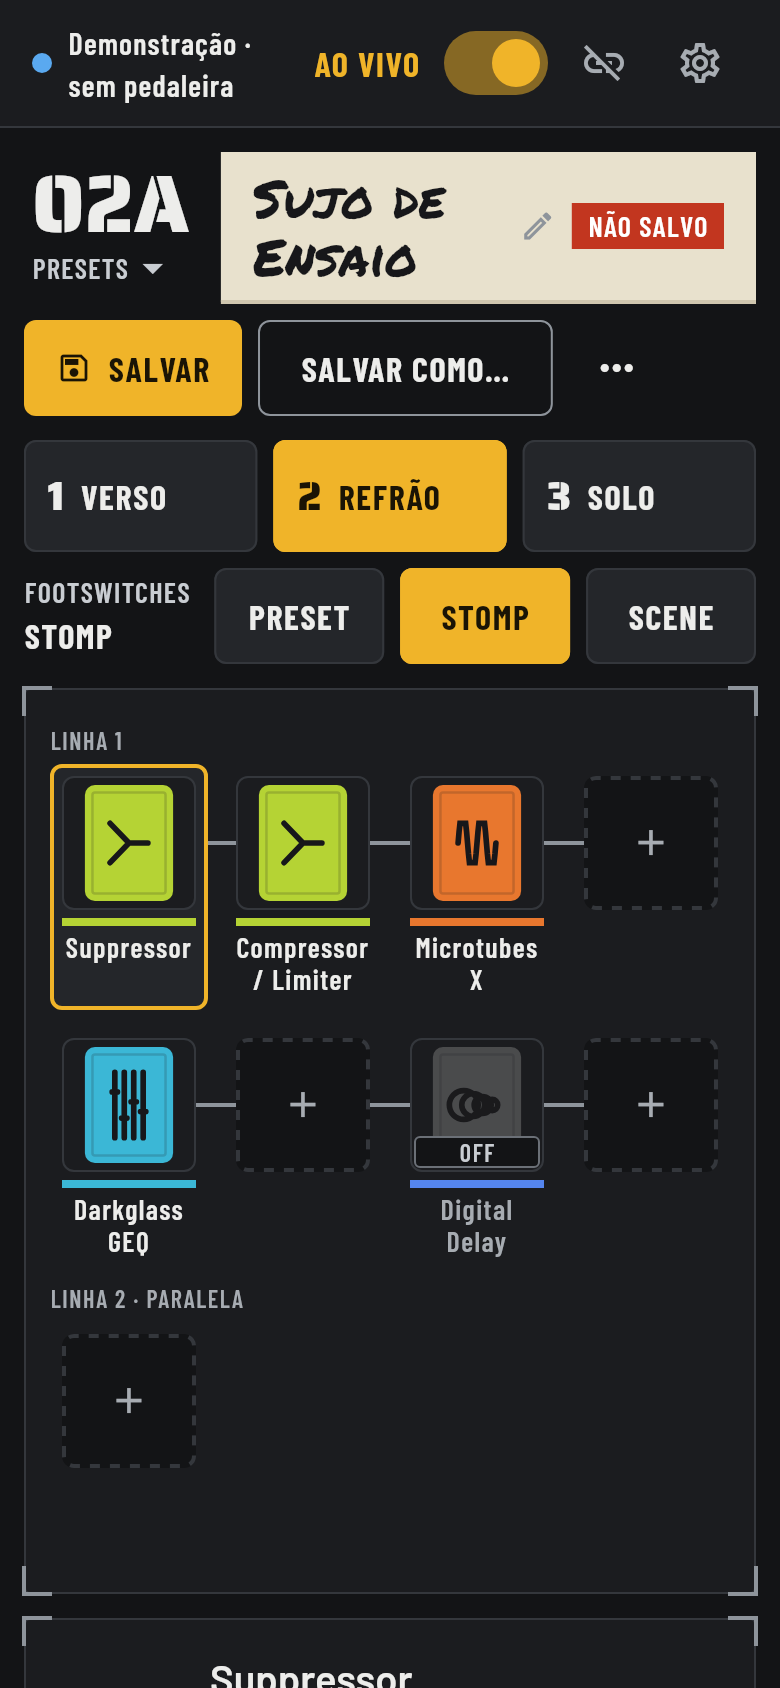 Demonstração ·
sem pedaleira
AO VIVO
02A
PRESETS
SUJO DE
ENSAIO
NÃO SALVO
SALVAR
SALVAR COMO...
1 VERSO
2 REFRÃO
3 SOLO
FOOTSWITCHES
STOMP
PRESET
STOMP
SCENE
LINHA 1
Suppressor
Compressor
/ Limiter
Microtubes
X
OFF
Darkglass
GEQ
Digital
Delay
LINHA 2 · PARALELA
Suppressor